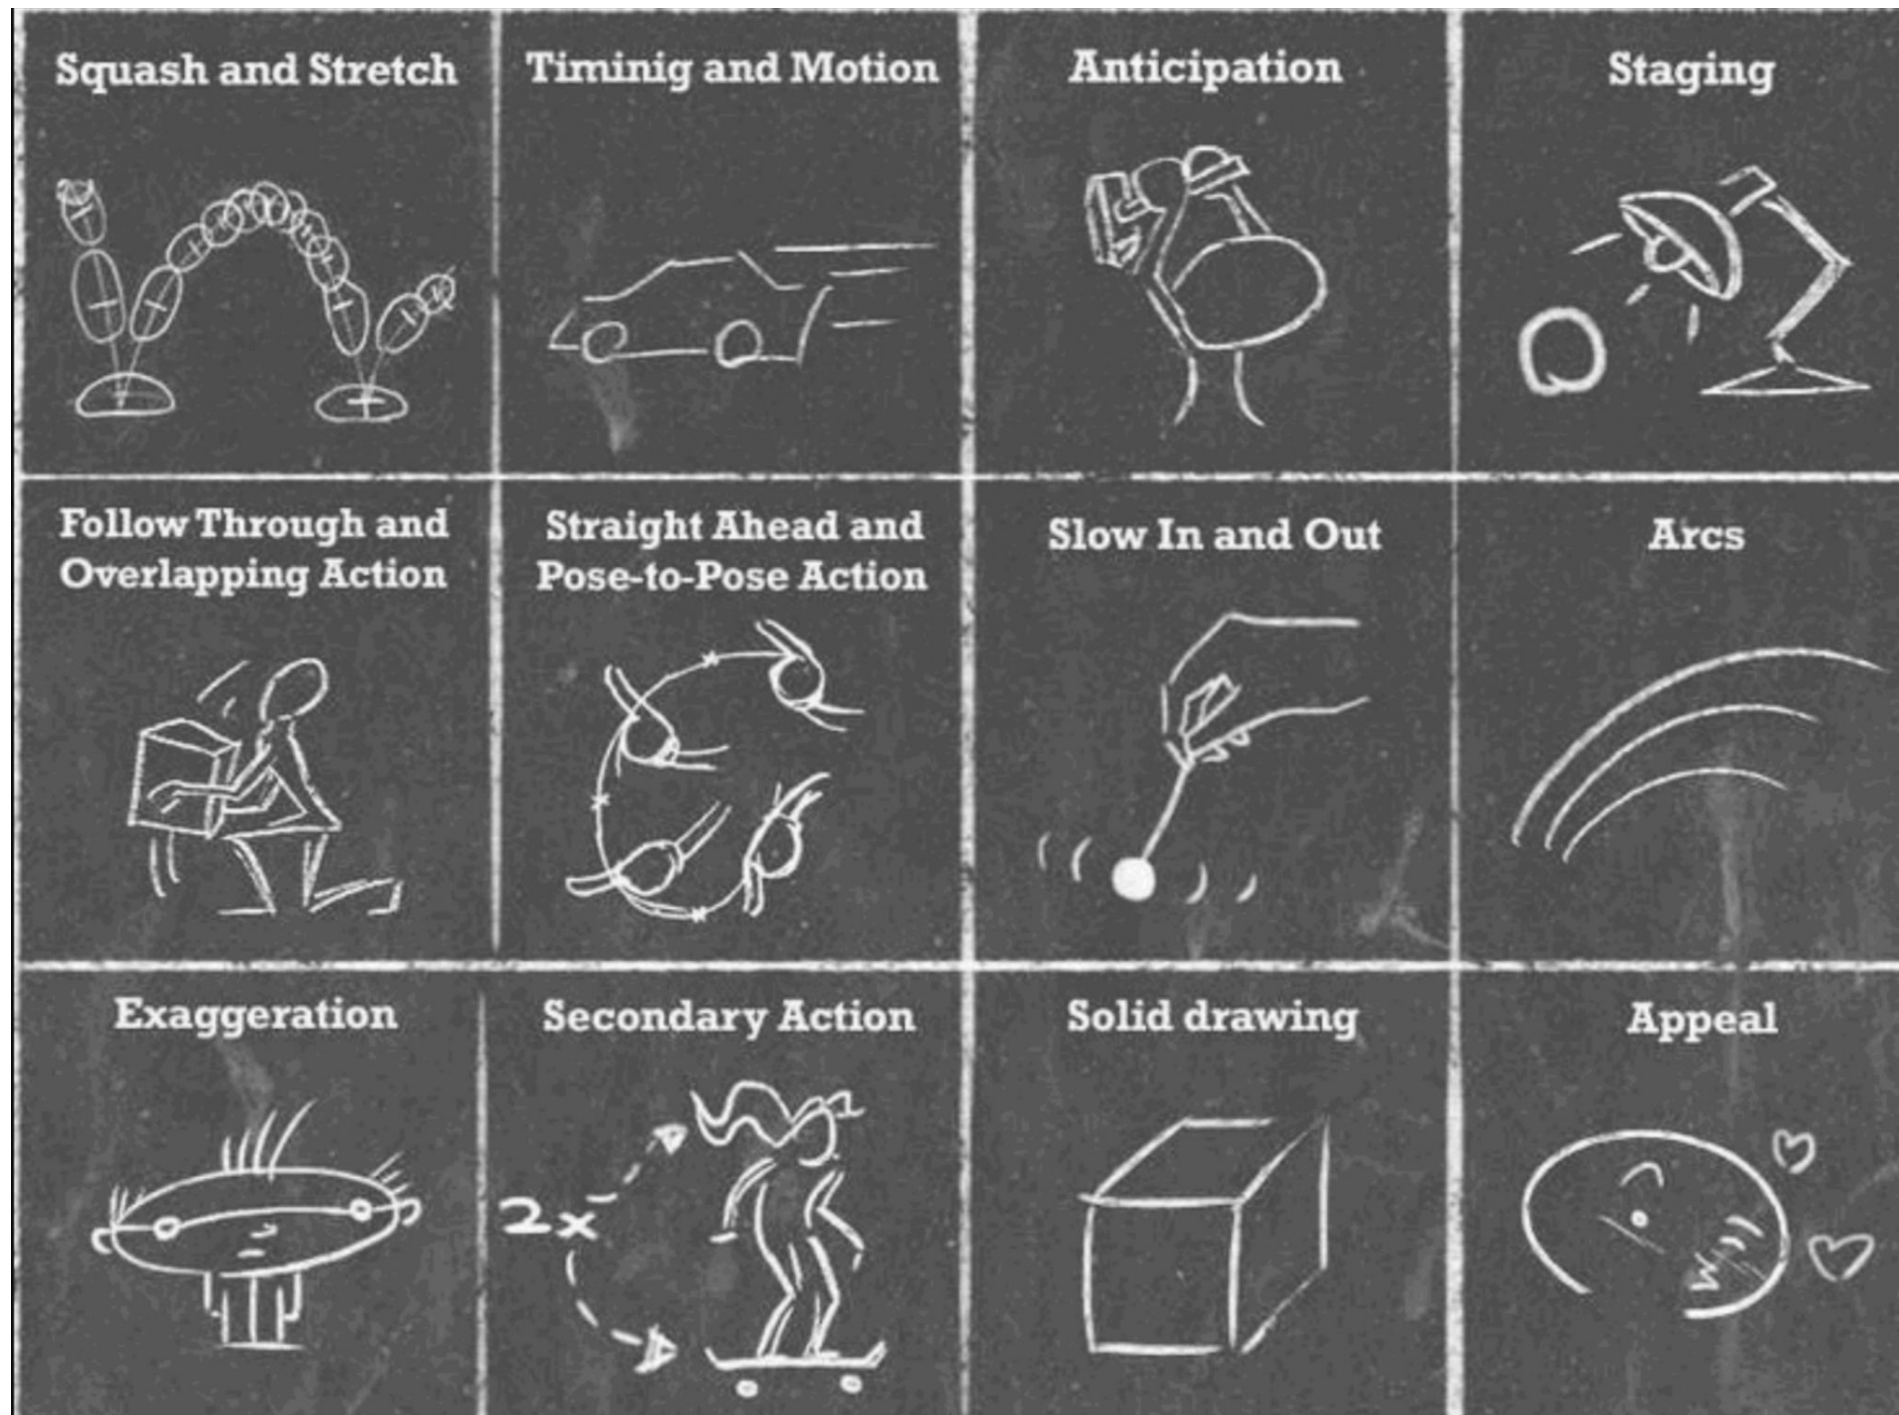 Squash and Stretch
Timinig and Motion
Anticipation
Staging
Follow Through and
Overlapping Action
Straight Ahead and
Pose-to-Pose Action
Slow In and Out
Arcs
Exaggeration
Secondary Action
2x
Solid drawing
Appeal